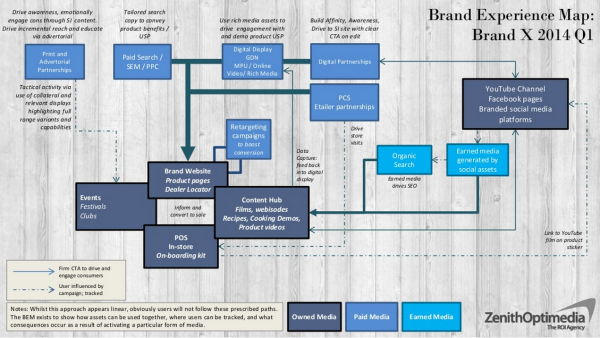 Brand Experience Map:
Brand X 2014 Q1
Drive awareness, emotionally
engage cons through SI content.
Drive incremental reach and educate
via advertorial
Tailored search
copy to convey
product benefits /
USP
Use rich media assets to
drive engagement with
and demo product USP
Build Affinity, Awareness,
Drive to SI site with clear
CTA on edit
Print and
Advertorial
Partnerships
Paid Search /
SEM / PPC
Digital Display
GDN
MPU / Online
Video/ Rich Media
Digital Partnerships
YouTube Channel
Facebook pages
Branded social media
platforms
PCS
Etailer partnerships
Tactical activity via
use of collateral and
relevant displays
highlighting full
range variants and
capabilities
Retargeting
campaigns
to boost
conversion
Drive
store
visits
Data
Capture:
feed back
into digital
display
Organic
Search
Earned media
drives SEO
Earned media
generated by
social assets
Brand Website
Product pages
Dealer Locator
Events
Festivals
Clubs
Inform and
convert to sale
Content Hub
Films, webisodes
Recipes, Cooking Demos,
Product videos
POS
In-store
On-boarding kit
Link to YouTube
film on product
sticker
Firm CTA to drive and
engage consumers
User influenced by
campaign; tracked
Notes: Whilst this approach appears linear, obviously users will not follow these prescribed paths.
The BEM exists to show how assets can be used together, where users can be tracked, and what
consequences occur as a result of activating a particular form of media.
Owned Media
Paid Media
Earned Media
ZenithOptimedia
The ROI Agency